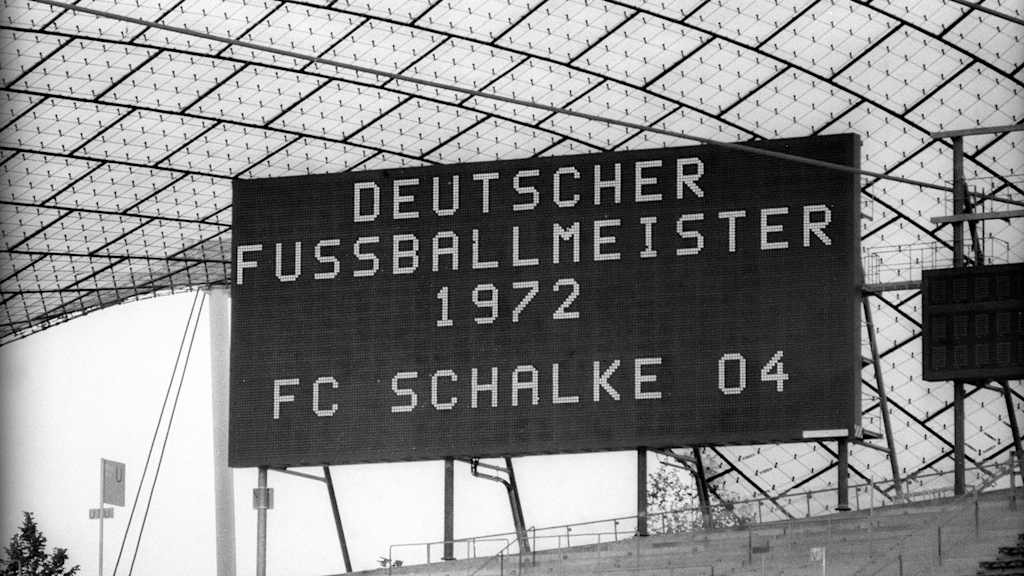 DEUTSCHER
FUSSBALLMEISTER
1972
FC SCHALKE 04
U